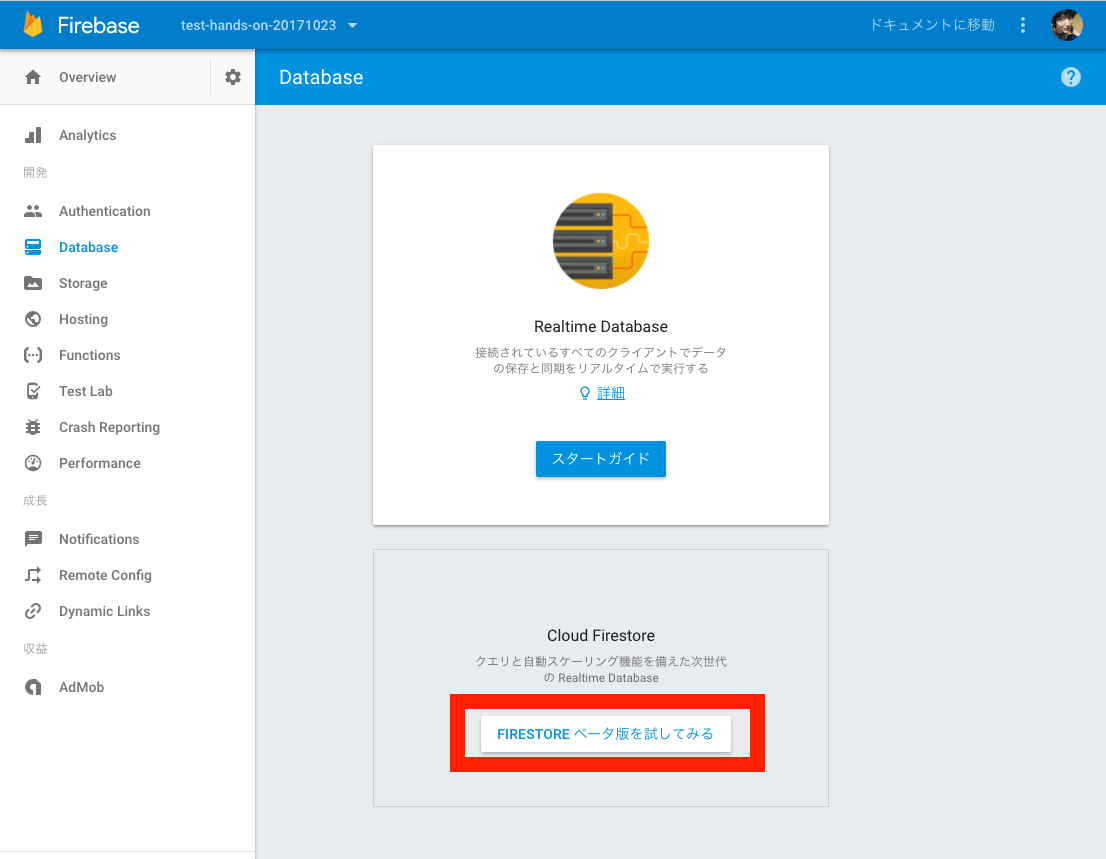 Firebase
test-hands-on-20171023
ドキュメントに移動
Overview
Database
?
Analytics
開発
Authentication
Database
Storage
Hosting
Functions
Test Lab
Crash Reporting
Performance
成長
Notifications
Remote Config
Dynamic Links
収益
AdMob
Realtime Database
接続されているすべてのクライアントでデータ
の保存と同期をリアルタイムで実行する
詳細
スタートガイド
Cloud Firestore
クエリと自動スケーリング機能を備えた次世代
の Realtime Database
FIRESTORE ベータ版を試してみる